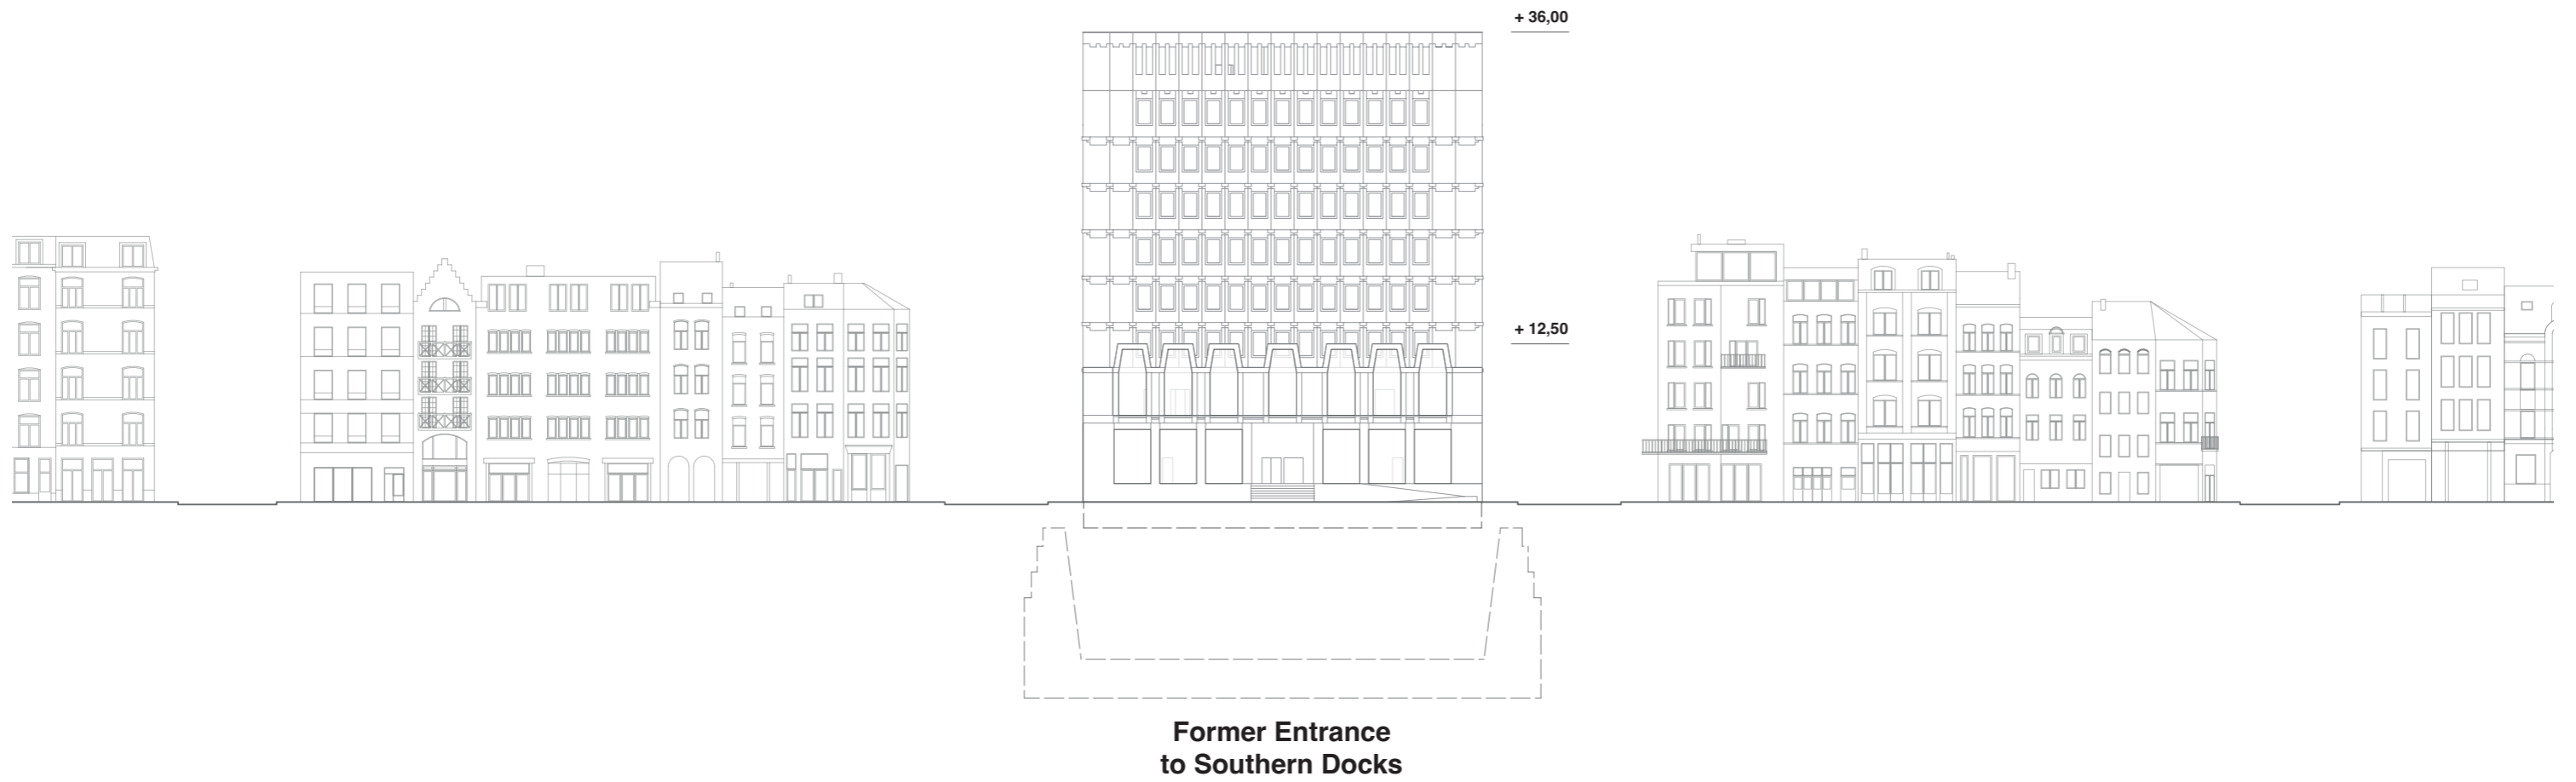 + 36,00
+ 12,50
Former Entrance
to Southern Docks